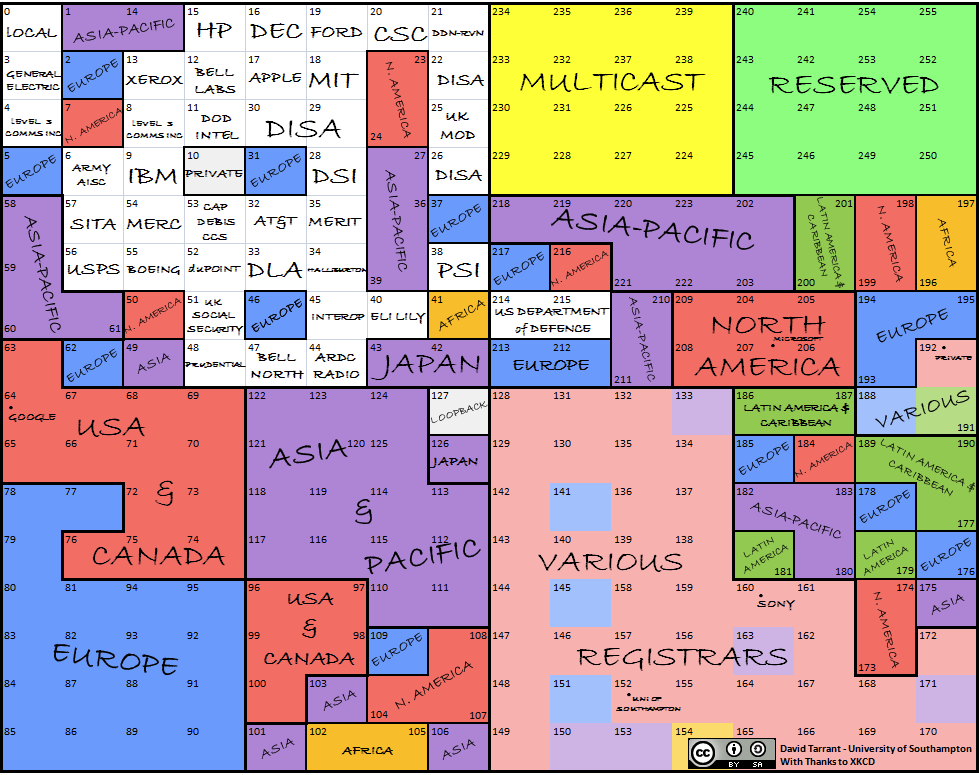 0 1 14 15 16 19 20 21 234 235 236 239 240 241 254 255
LOCAL ASIA-PACIFIC HP DEC FORD CSC DDN-RVN
3 2 13 12 17 18 23 22 233 232 237 238 243 242 253 252
GENERAL ELECTRIC
EUROPE
XEROX
BELL
LABS
APPLE
MIT
N. AMERICA
DISA
MULTICAST
RESERVED
4 7 8 11 30 29 24 25 230 231 226 225 244 247 248 251
LEVEL 3
COMMS INC
N. AMERICA
LEVEL 3
COMMS INC
DOD
INTEL
DISA
UK
MOD
5 6 9 10 31 28 27 26 229 228 227 224 245 246 249 250
EUROPE
ARMY
AISC
IBM
PRIVATE
EUROPE
DSI
ASIA-PACIFIC
DISA
58 57 54 53 32 35 36 37 218 219 220 223 202 201 198 197
ASIA-PACIFIC
SITA
MERC
CAP
DEBIS
CCS
AT&T
MERIT
EUROPE
ASIA-PACIFIC
LATIN AMERICA &
CARIBBEAN
N. AMERICA
AFRICA
59 56 55 52 33 34 39 38 217 216 221 222 203 200 199 196
USPS
BOEING
duPOINT
DLA
HALLIBURTON
PSI
EUROPE
N. AMERICA
60 61 50 51 46 45 40 41 214 215 210 209 204 205 194 195
N. AMERICA
UK
SOCIAL
SECURITY
EUROPE
INTEROP
ELI LILY
AFRICA
US DEPARTMENT
of DEFENCE
ASIA-PACIFIC
NORTH
AMERICA
MICROSOFT
EUROPE
63 62 49 48 47 44 43 42 213 212 211 208 207 206 193 192
EUROPE
ASIA
PRUDENTIAL
BELL
NORTH
ARDC
RADIO
JAPAN
EUROPE
PRIVATE
64 67 68 69 122 123 124 127 128 131 132 133 186 187 188 191
GOOGLE
USA
&
CANADA
LOOPBACK
LATIN AMERICA &
CARIBBEAN
VARIOUS
65 66 71 70 121 120 125 126 129 130 135 134 185 184 189 190
ASIA
&
PACIFIC
JAPAN
EUROPE
N. AMERICA
LATIN AMERICA &
CARIBBEAN
78 77 72 73 118 119 114 113 142 141 136 137 182 183 178 177
ASIA-PACIFIC
EUROPE
79 76 75 74 117 116 115 112 143 140 139 138 181 180 179 176
VARIOUS
LATIN
AMERICA
LATIN
AMERICA
EUROPE
80 81 94 95 96 97 110 111 144 145 158 159 160 161 174 175
USA
&
CANADA
SONY
N. AMERICA
ASIA
83 82 93 92 99 98 109 108 147 146 157 156 163 162 173 172
EUROPE
EUROPE
N. AMERICA
REGISTRARS
84 87 88 91 100 103 104 107 148 151 152 155 164 167 168 171
ASIA
UNI OF
SOUTHAMPTON
85 86 89 90 101 102 105 106 149 150 153 154 165 166 169 170
ASIA
AFRICA
ASIA
cc
BY SA
David Tarrant - University of Southampton
With Thanks to XKCD